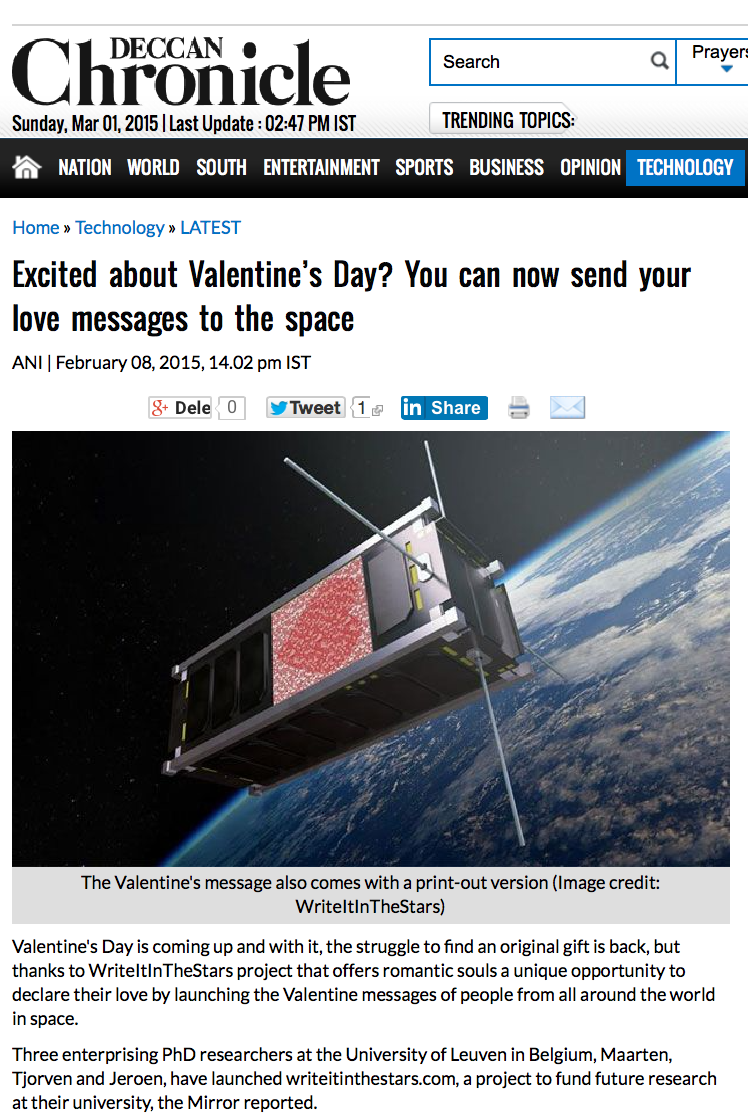 DECCAN
Chronicle
Sunday, Mar 01, 2015 | Last Update : 02:47 PM IST
Search
Prayers
TRENDING TOPICS:
NATION WORLD SOUTH ENTERTAINMENT SPORTS BUSINESS OPINION TECHNOLOGY
Home » Technology » LATEST
Excited about Valentine's Day? You can now send your
love messages to the space
ANI | February 08, 2015, 14.02 pm IST
g+ Dele 0 Tweet 1 in Share
The Valentine's message also comes with a print-out version (Image credit:
WriteItInTheStars)
Valentine's Day is coming up and with it, the struggle to find an original gift is back, but
thanks to WriteItInTheStars project that offers romantic souls a unique opportunity to
declare their love by launching the Valentine messages of people from all around the world
in space.
Three enterprising PhD researchers at the University of Leuven in Belgium, Maarten,
Tjorven and Jeroen, have launched writeitinthestars.com, a project to fund future research
at their university, the Mirror reported.